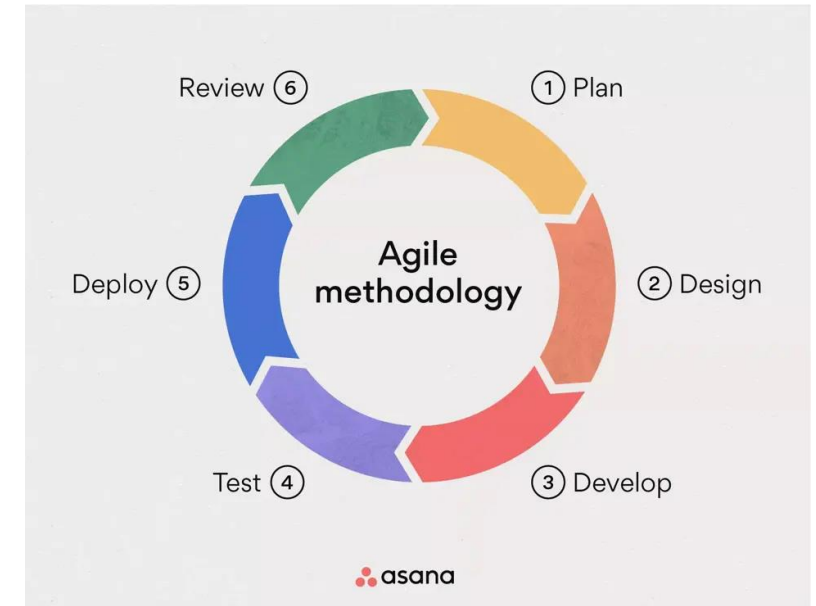 Agile
methodology
1 Plan
2 Design
3 Develop
4 Test
5 Deploy
6 Review
asana